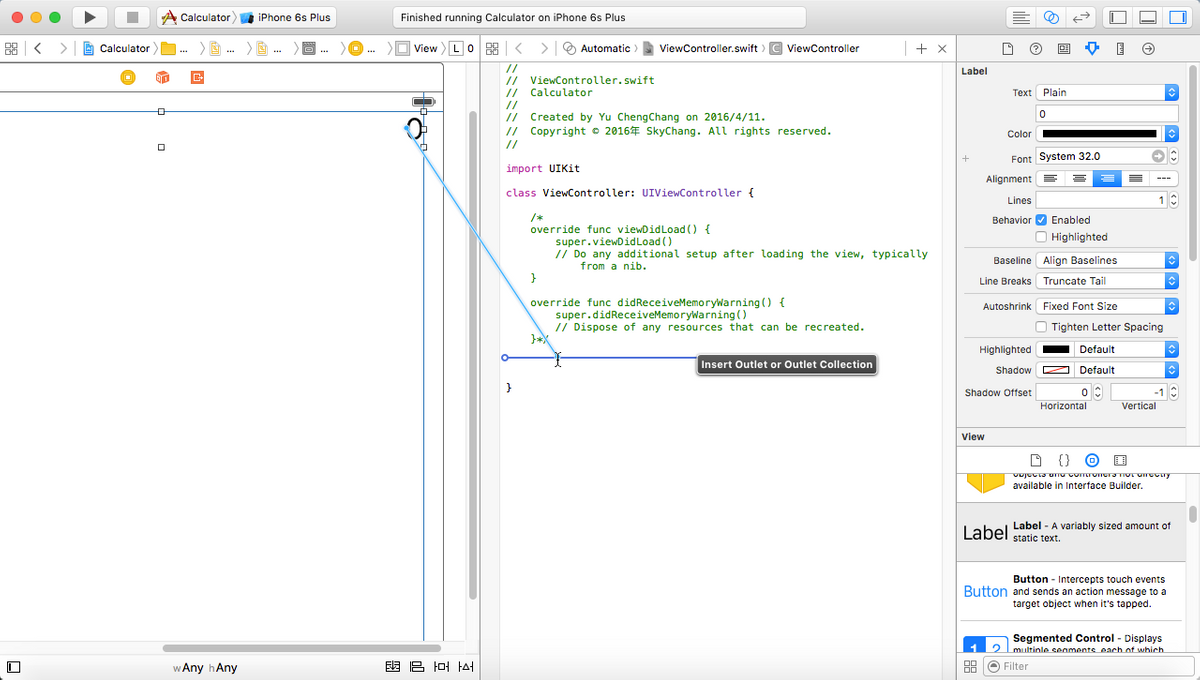 Calculator iPhone 6s Plus
Finished running Calculator on iPhone 6s Plus
Calculator ... ... ... ... ... View L 0
Automatic ViewController.swift C ViewController
0
//
// ViewController.swift
// Calculator
//
// Created by Yu ChengChang on 2016/4/11.
// Copyright © 2016年 SkyChang. All rights reserved.
//
import UIKit
class ViewController: UIViewController {
/*
override func viewDidLoad() {
super.viewDidLoad()
// Do any additional setup after loading the view, typically
from a nib.
}
override func didReceiveMemoryWarning() {
super.didReceiveMemoryWarning()
// Dispose of any resources that can be recreated.
}*/
Insert Outlet or Outlet Collection
}
wAny hAny
Label
Text Plain
0
Color
Font System 32.0
Alignment
Lines 1
Behavior Enabled
Highlighted
Baseline Align Baselines
Line Breaks Truncate Tail
Autoshrink Fixed Font Size
Tighten Letter Spacing
Highlighted Default
Shadow Default
Shadow Offset 0 -1
Horizontal Vertical
View
{}
objects and controllers not directly
available in Interface Builder.
Label
Label - A variably sized amount of
static text.
Button
Button - Intercepts touch events
and sends an action message to a
target object when it's tapped.
1 2
Segmented Control - Displays
multiple segments, each of which
Filter